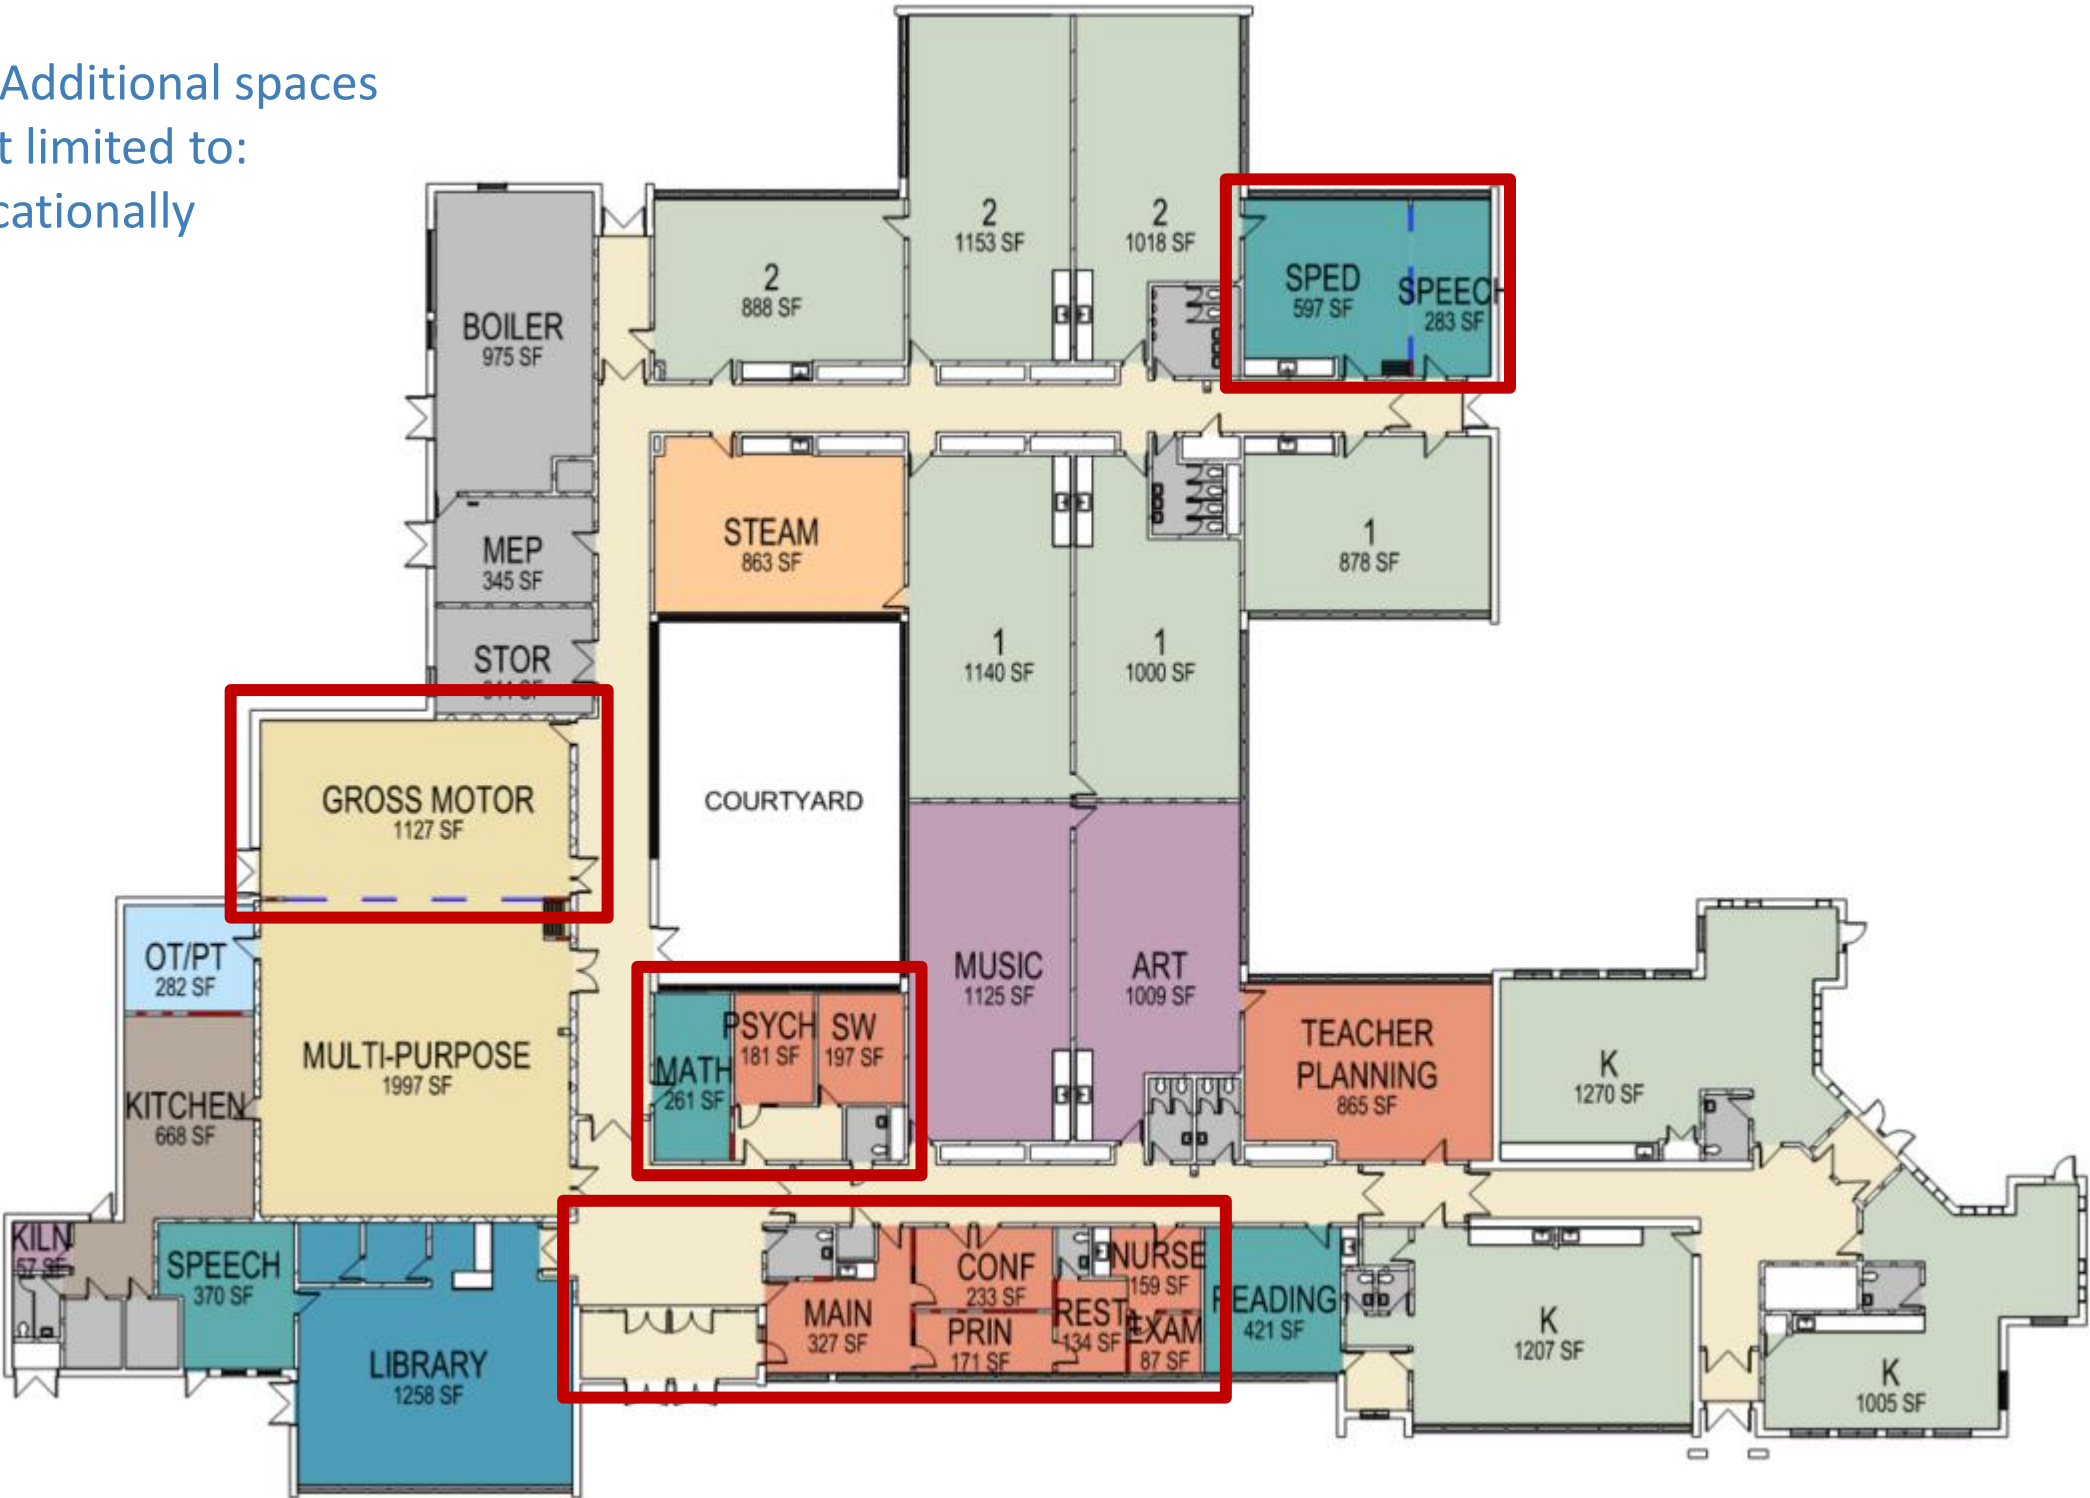 Additional spaces
t limited to:
cationally
2
1153 SF
2
1018 SF
2
888 SF
SPED
597 SF
SPEEC
283 SF
BOILER
975 SF
STEAM
863 SF
1
878 SF
MEP
345 SF
STOR
SF
1
1140 SF
1
1000 SF
GROSS MOTOR
1127 SF
COURTYARD
OT/PT
282 SF
MUSIC
1125 SF
ART
1009 SF
PSYCH
181 SF
SW
197 SF
MATH
261 SF
TEACHER
PLANNING
865 SF
K
1270 SF
MULTI-PURPOSE
1997 SF
KITCHEN
668 SF
KILN
57 SF
SPEECH
370 SF
LIBRARY
1258 SF
MAIN
327 SF
CONF
233 SF
PRIN
171 SF
REST
134 SF
NURSE
159 SF
EXAM
87 SF
READING
421 SF
K
1207 SF
K
1005 SF